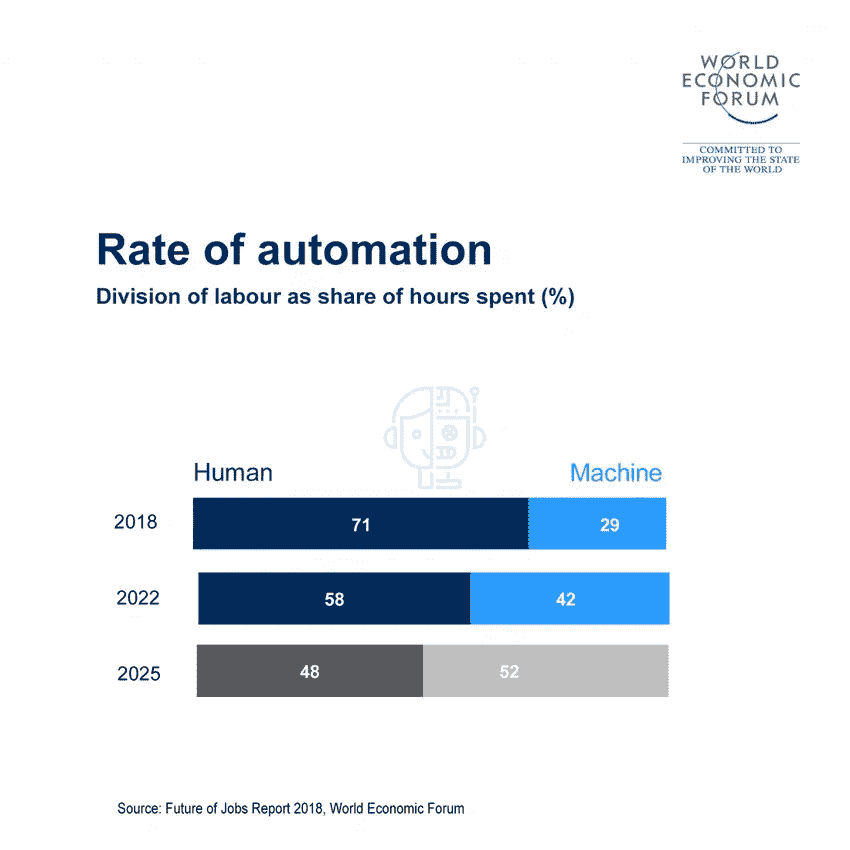 WORLD
ECONOMIC
FORUM
COMMITTED TO
IMPROVING THE STATE
OF THE WORLD
Rate of automation
Division of labour as share of hours spent (%)
Human Machine
2018 71 29
2022 58 42
2025 48 52
Source: Future of Jobs Report 2018, World Economic Forum